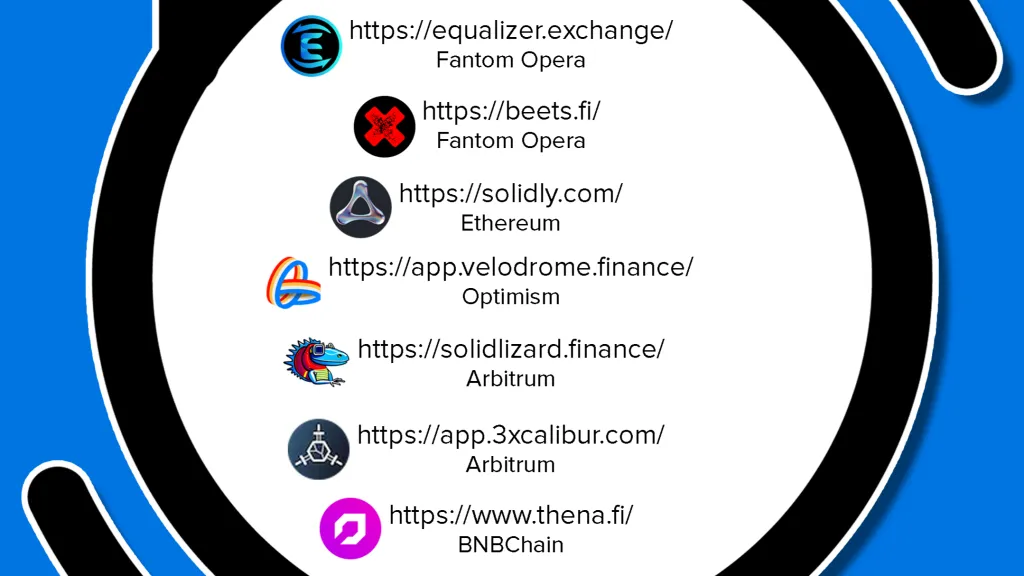 https://equalizer.exchange/
Fantom Opera
https://beets.fi/
Fantom Opera
https://solidly.com/
Ethereum
https://app.velodrome.finance/
Optimism
https://solidlizard.finance/
Arbitrum
https://app.3xcalibur.com/
Arbitrum
https://www.thena.fi/
BNBChain